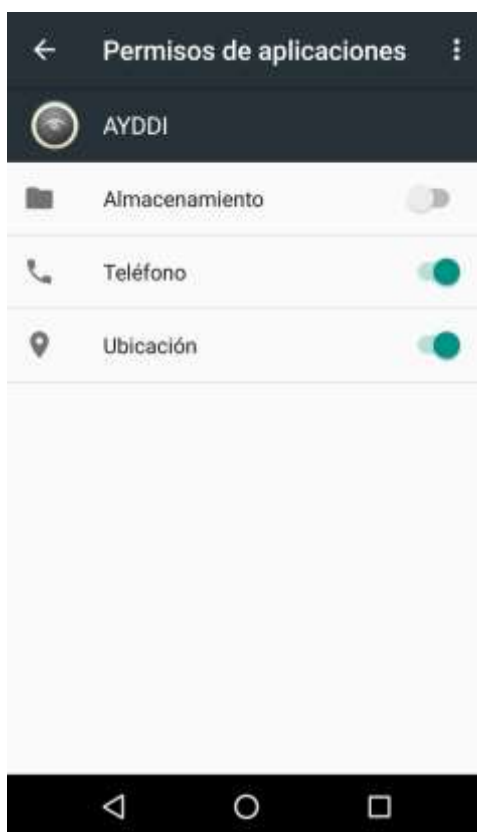 Permisos de aplicaciones
AYDDI
Almacenamiento
Teléfono
Ubicación